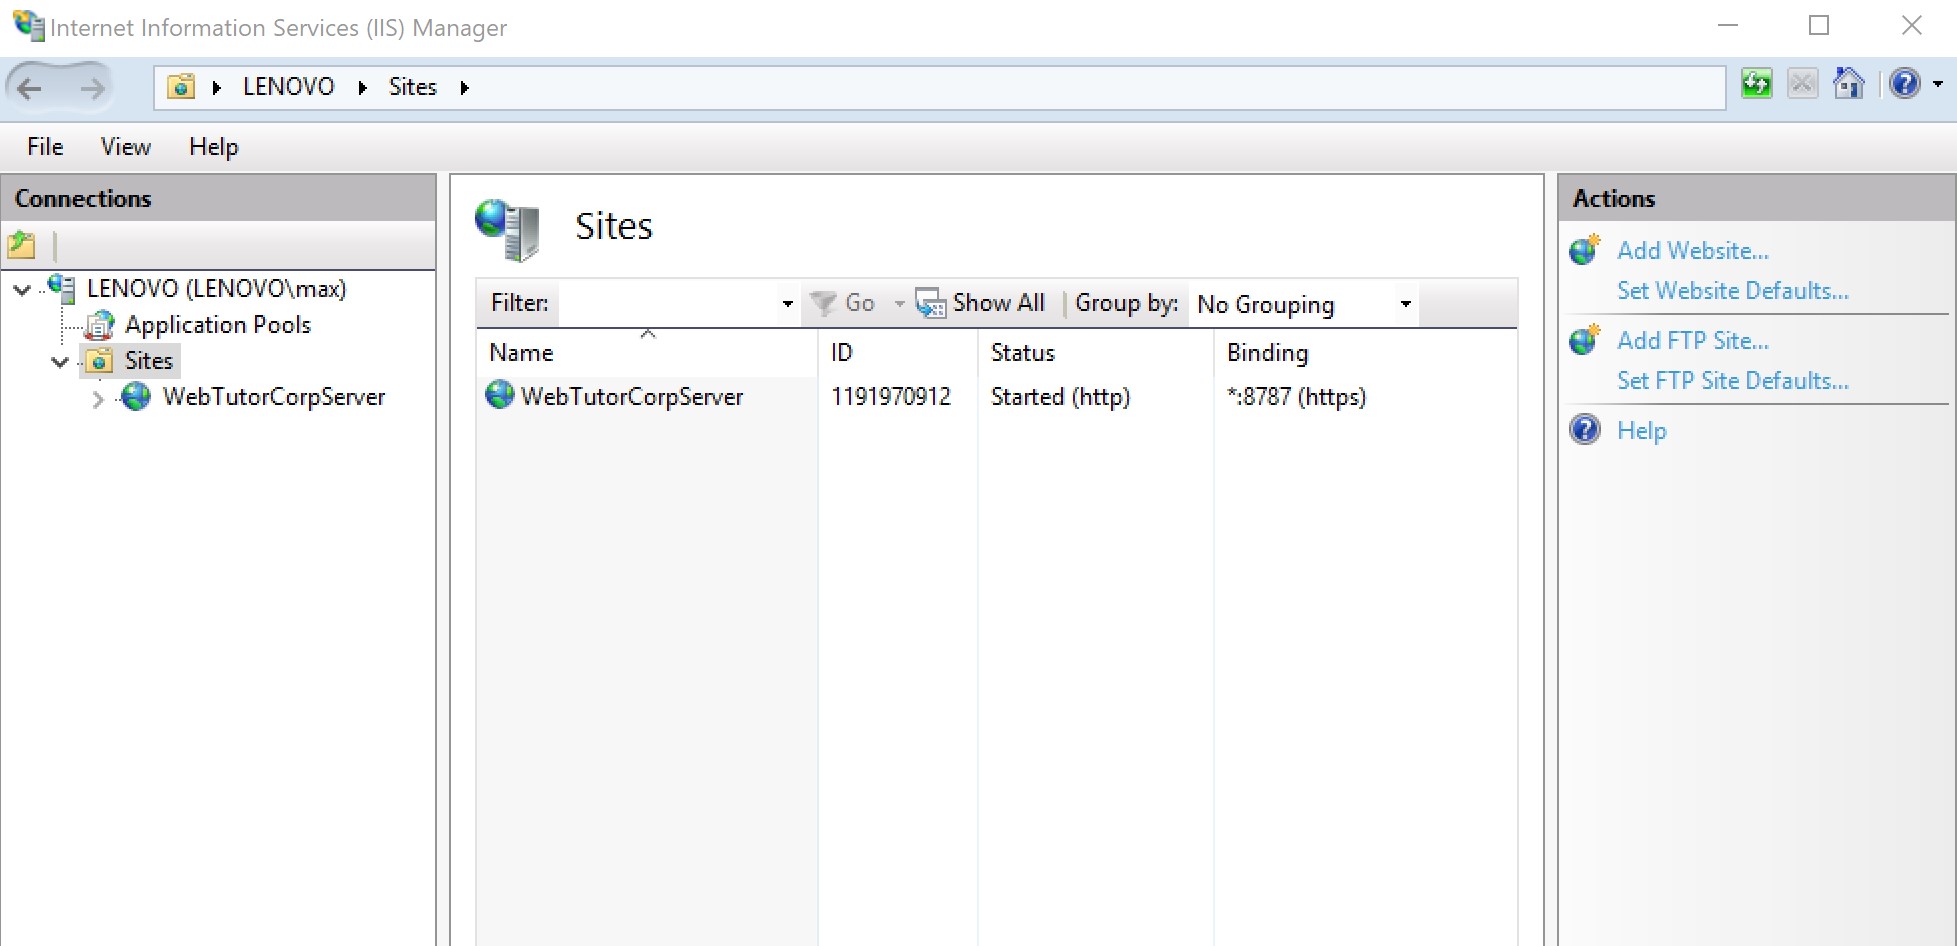 Internet Information Services (IIS) Manager
LENOVO Sites
File View Help
Connections
LENOVO (LENOVO\max)
Application Pools
Sites
WebTutorCorpServer
Sites
Filter: Go Show All Group by: No Grouping
Name ID Status Binding
WebTutorCorpServer 1191970912 Started (http) *:8787 (https)
Actions
Add Website...
Set Website Defaults...
Add FTP Site...
Set FTP Site Defaults...
Help